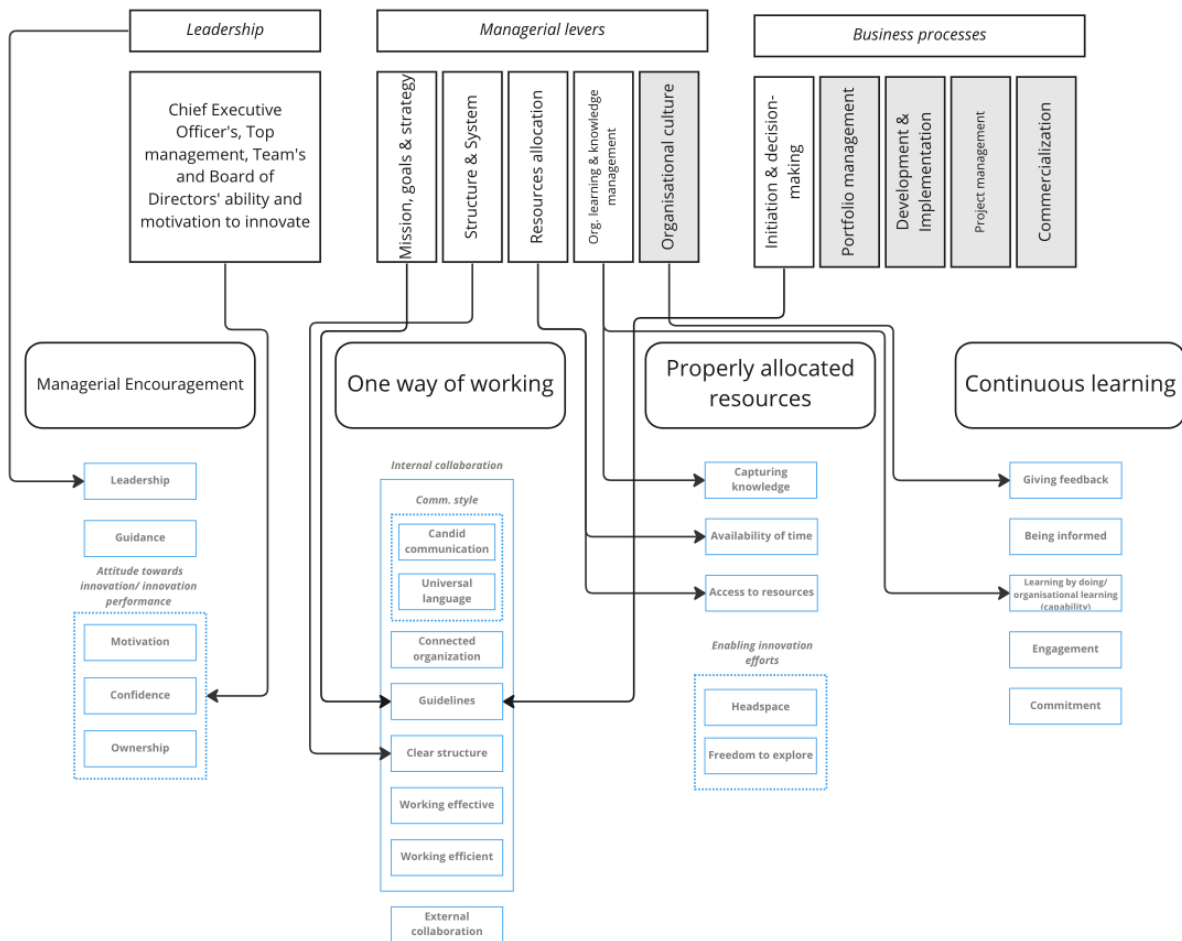 Leadership
Managerial levers
Business processes
Chief Executive
Officer's, Top
management, Team's
and Board of
Directors' ability and
motivation to innovate
Mission, goals & strategy
Structure & System
Resources allocation
Org. learning & knowledge
management
Organisational culture
Initiation & decision-
making
Portfolio management
Development &
Implementation
Project management
Commercialization
Managerial Encouragement
One way of working
Properly allocated
resources
Continuous learning
Leadership
Guidance
Attitude towards
innovation/ innovation
performance
Motivation
Confidence
Ownership
Internal collaboration
Comm. style
Candid
communication
Universal
language
Connected
organization
Guidelines
Clear structure
Working effective
Working efficient
External
collaboration
Capturing
knowledge
Availability of time
Access to resources
Enabling innovation
efforts
Headspace
Freedom to explore
Giving feedback
Being informed
Learning by doing/
organisational learning
(capability)
Engagement
Commitment